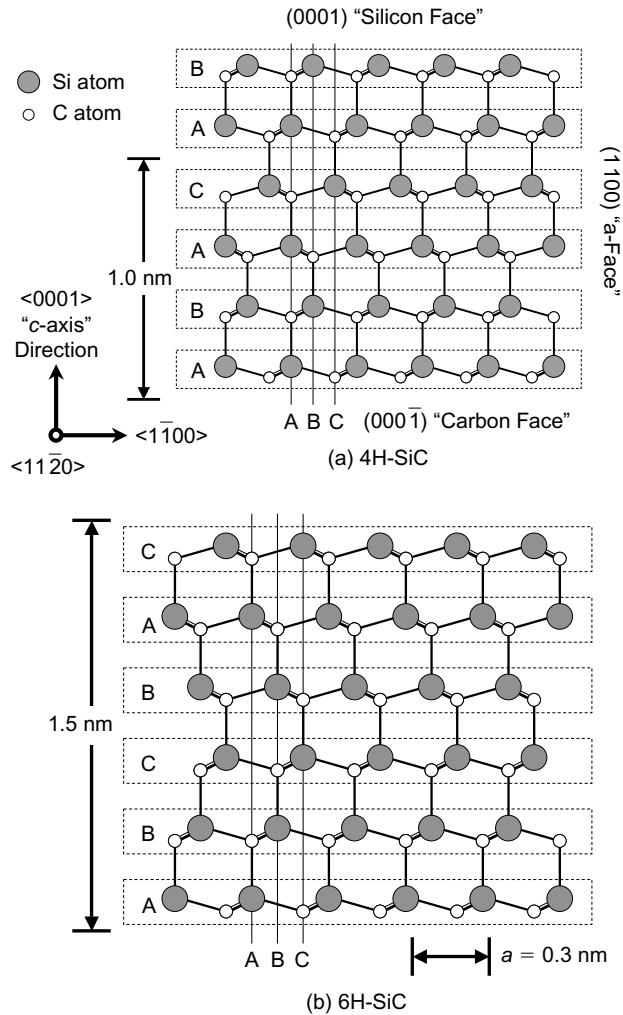 (0001) “Silicon Face”
Si atom
C atom
B
A
C
A
B
A
1.0 nm
(1 100) “a-Face”
<0001>
“c-axis”
Direction
<11̅00>
<112̅0>
A B C
(0001̅) “Carbon Face”
(a) 4H-SiC
C
A
B
C
B
A
1.5 nm
A B C
a = 0.3 nm
(b) 6H-SiC